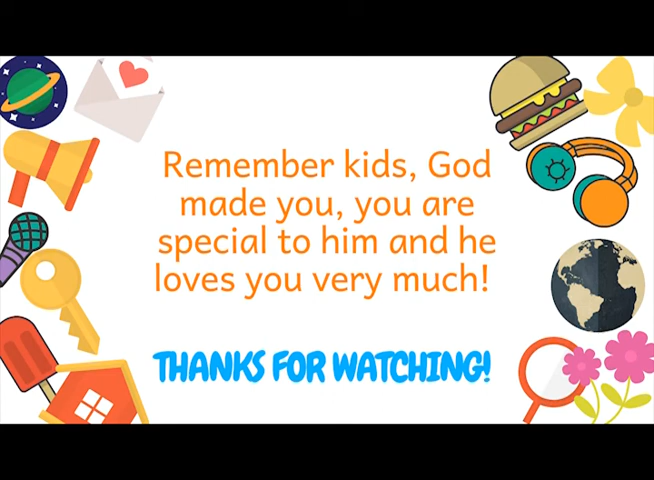 Remember kids, God
made you, you are
special to him and he
loves you very much!
THANKS FOR WATCHING!